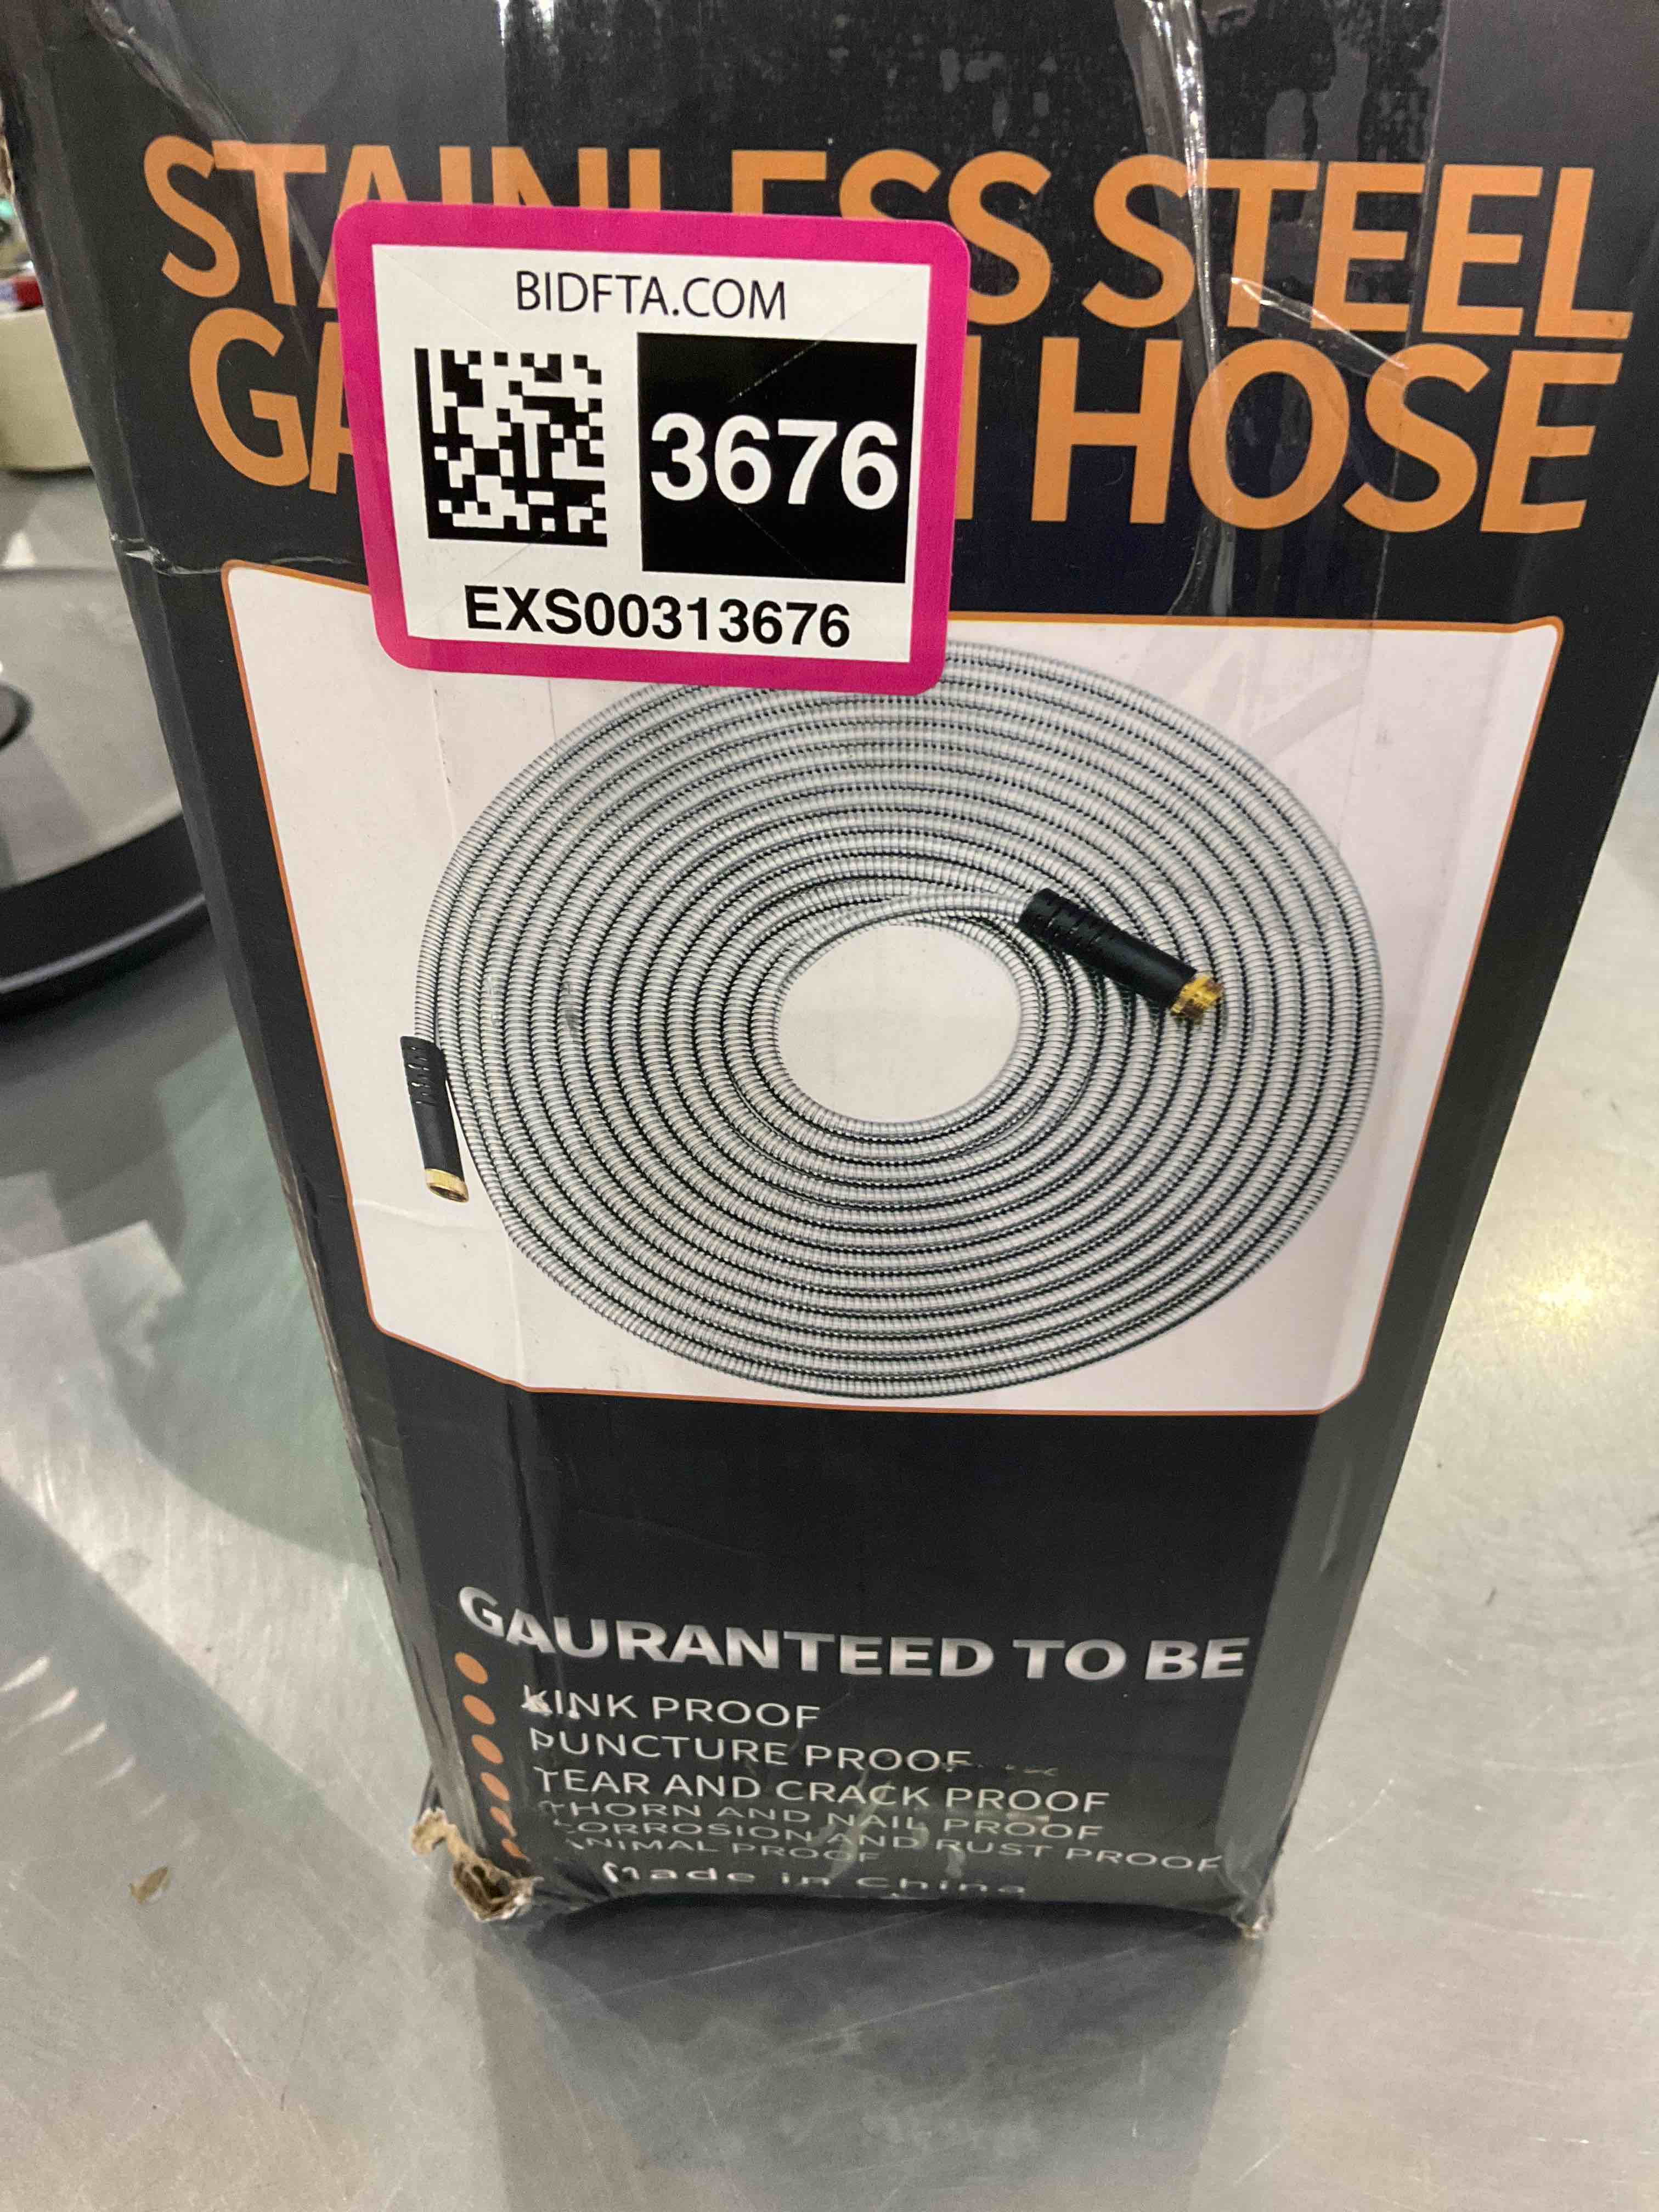 STAINLESS STEEL
GA N HOSE
BIDFTA.COM
3676
EXS00313676
GAURANTEED TO BE
KINK PROOF
PUNCTURE PROOF
TEAR AND CRACK PROOF
THORN AND NAIL PROOF
CORROSION AND RUST PROOF
ANIMAL PROOF
Made in China